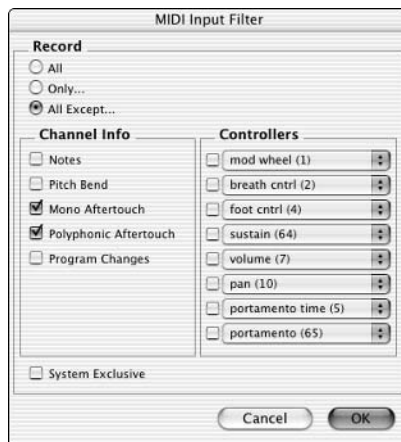 MIDI Input Filter
Record
All
Only...
All Except...
Channel Info
Notes
Pitch Bend
Mono Aftertouch
Polyphonic Aftertouch
Program Changes
Controllers
mod wheel (1)
breath cntrl (2)
foot cntrl (4)
sustain (64)
volume (7)
pan (10)
portamento time (5)
portamento (65)
System Exclusive
Cancel
OK